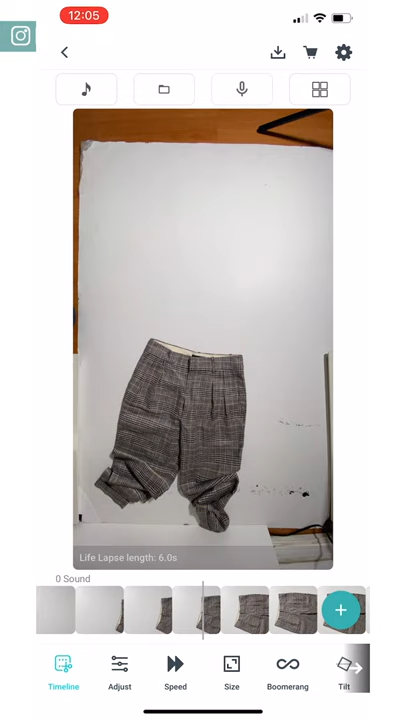 12:05
Life Lapse length: 6.0s
0 Sound
Timeline
Adjust
Speed
Size
Boomerang
Tilt